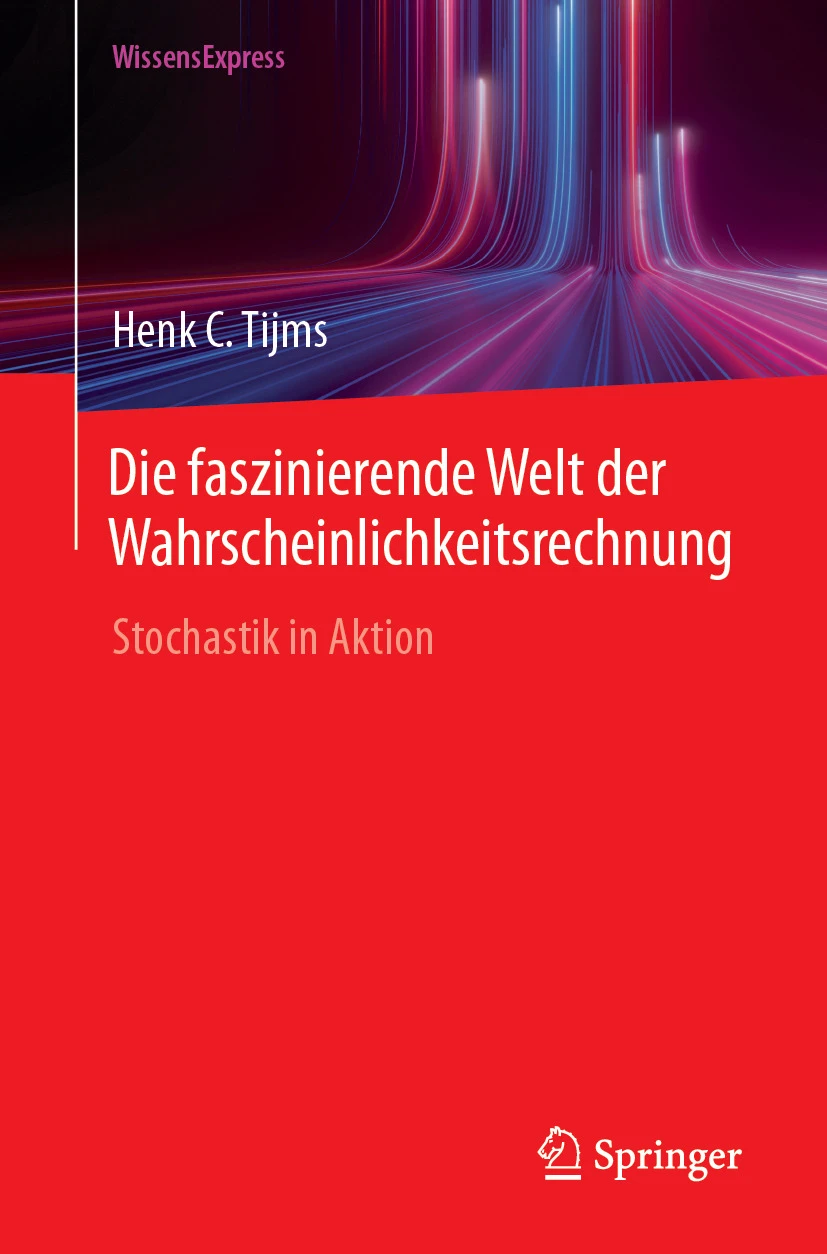 WissensExpress
Henk C. Tijms
Die faszinierende Welt der
Wahrscheinlichkeitsrechnung
Stochastik in Aktion
Springer